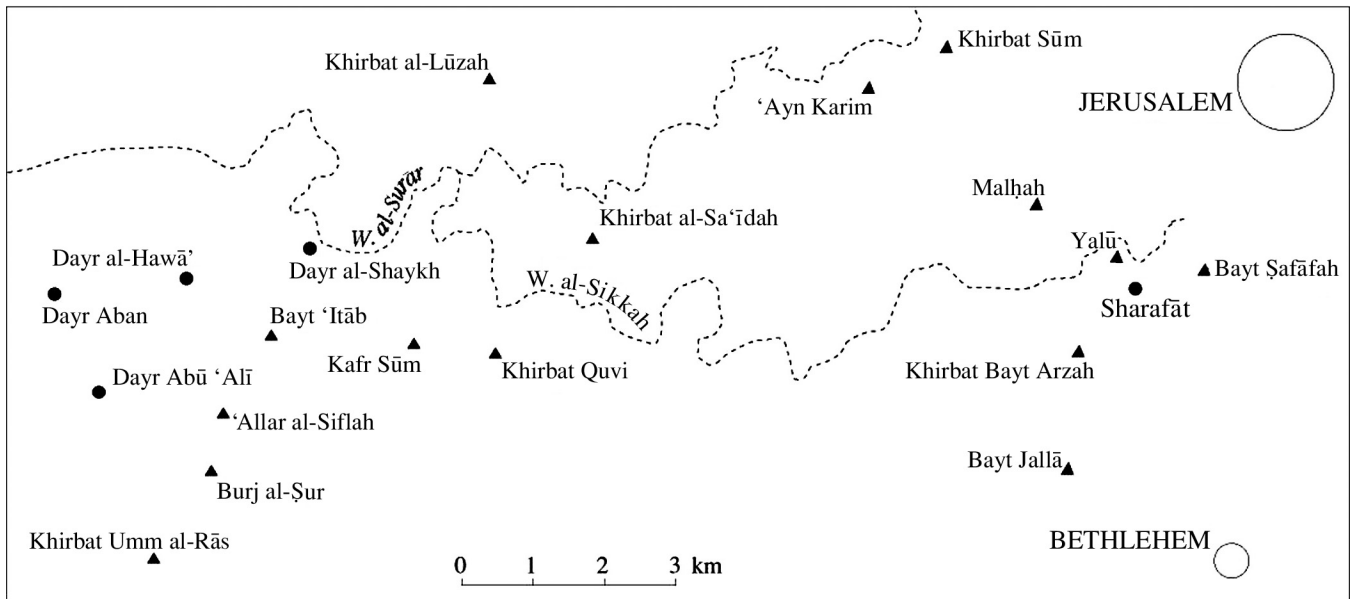 Khirbat Sūm
Khirbat al-Lūzah
‘Ayn Karim
JERUSALEM
Malḥah
W. al-Surār
Khirbat al-Sa‘īdah
Yalū
Dayr al-Hawā’
Dayr al-Shaykh
Bayt Ṣafāfah
W. al-Sikkah
Dayr Aban
Sharafāt
Bayt ‘Itāb
Kafr Sūm
Khirbat Quvi
Khirbat Bayt Arzah
Dayr Abū ‘Alī
‘Allar al-Siflah
Bayt Jallā
Burj al-Ṣur
Khirbat Umm al-Rās
BETHLEHEM
0 1 2 3 km